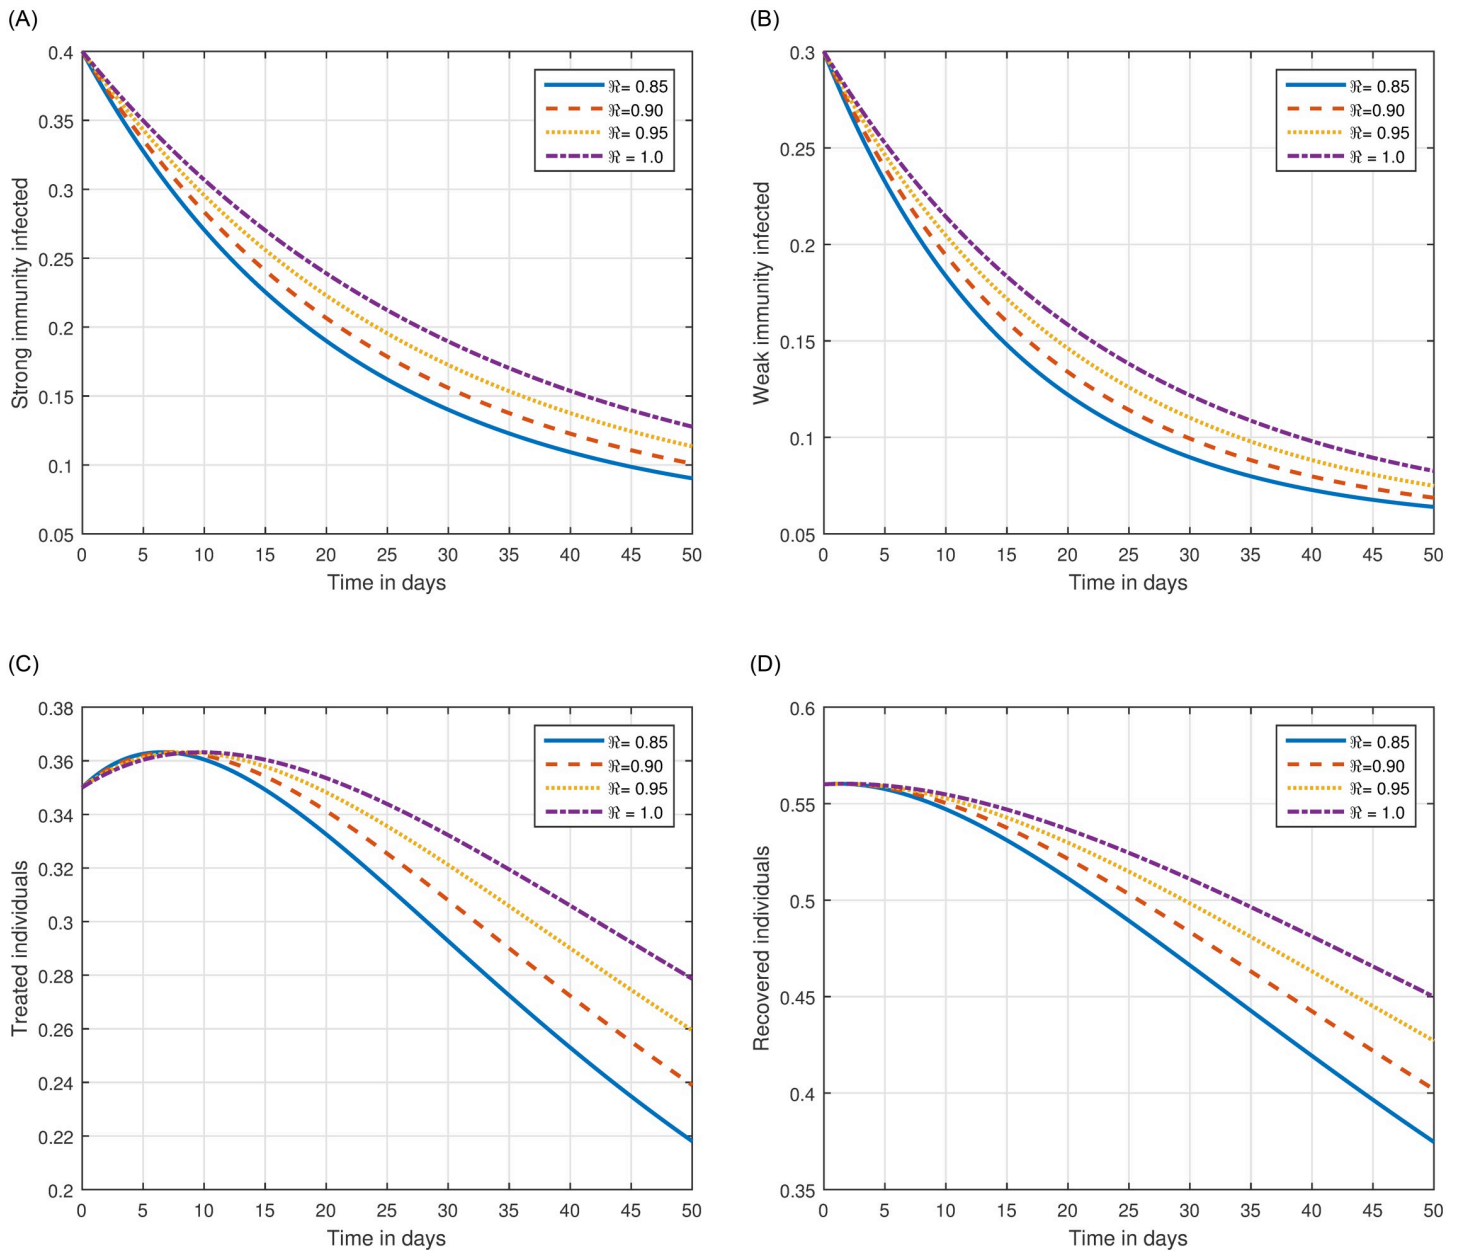 (A)
0.4
0.35
0.3
0.25
0.2
0.15
0.1
0.05
Strong immunity infected
ℜ= 0.85
ℜ=0.90
ℜ= 0.95
ℜ = 1.0
0 5 10 15 20 25 30 35 40 45 50
Time in days
(B)
0.3
0.25
0.2
0.15
0.1
0.05
Weak immunity infected
ℜ= 0.85
ℜ=0.90
ℜ= 0.95
ℜ = 1.0
0 5 10 15 20 25 30 35 40 45 50
Time in days
(C)
0.38
0.36
0.34
0.32
0.3
0.28
0.26
0.24
0.22
0.2
Treated individuals
ℜ= 0.85
ℜ=0.90
ℜ= 0.95
ℜ = 1.0
0 5 10 15 20 25 30 35 40 45 50
Time in days
(D)
0.6
0.55
0.5
0.45
0.4
0.35
Recovered individuals
ℜ= 0.85
ℜ=0.90
ℜ= 0.95
ℜ = 1.0
0 5 10 15 20 25 30 35 40 45 50
Time in days